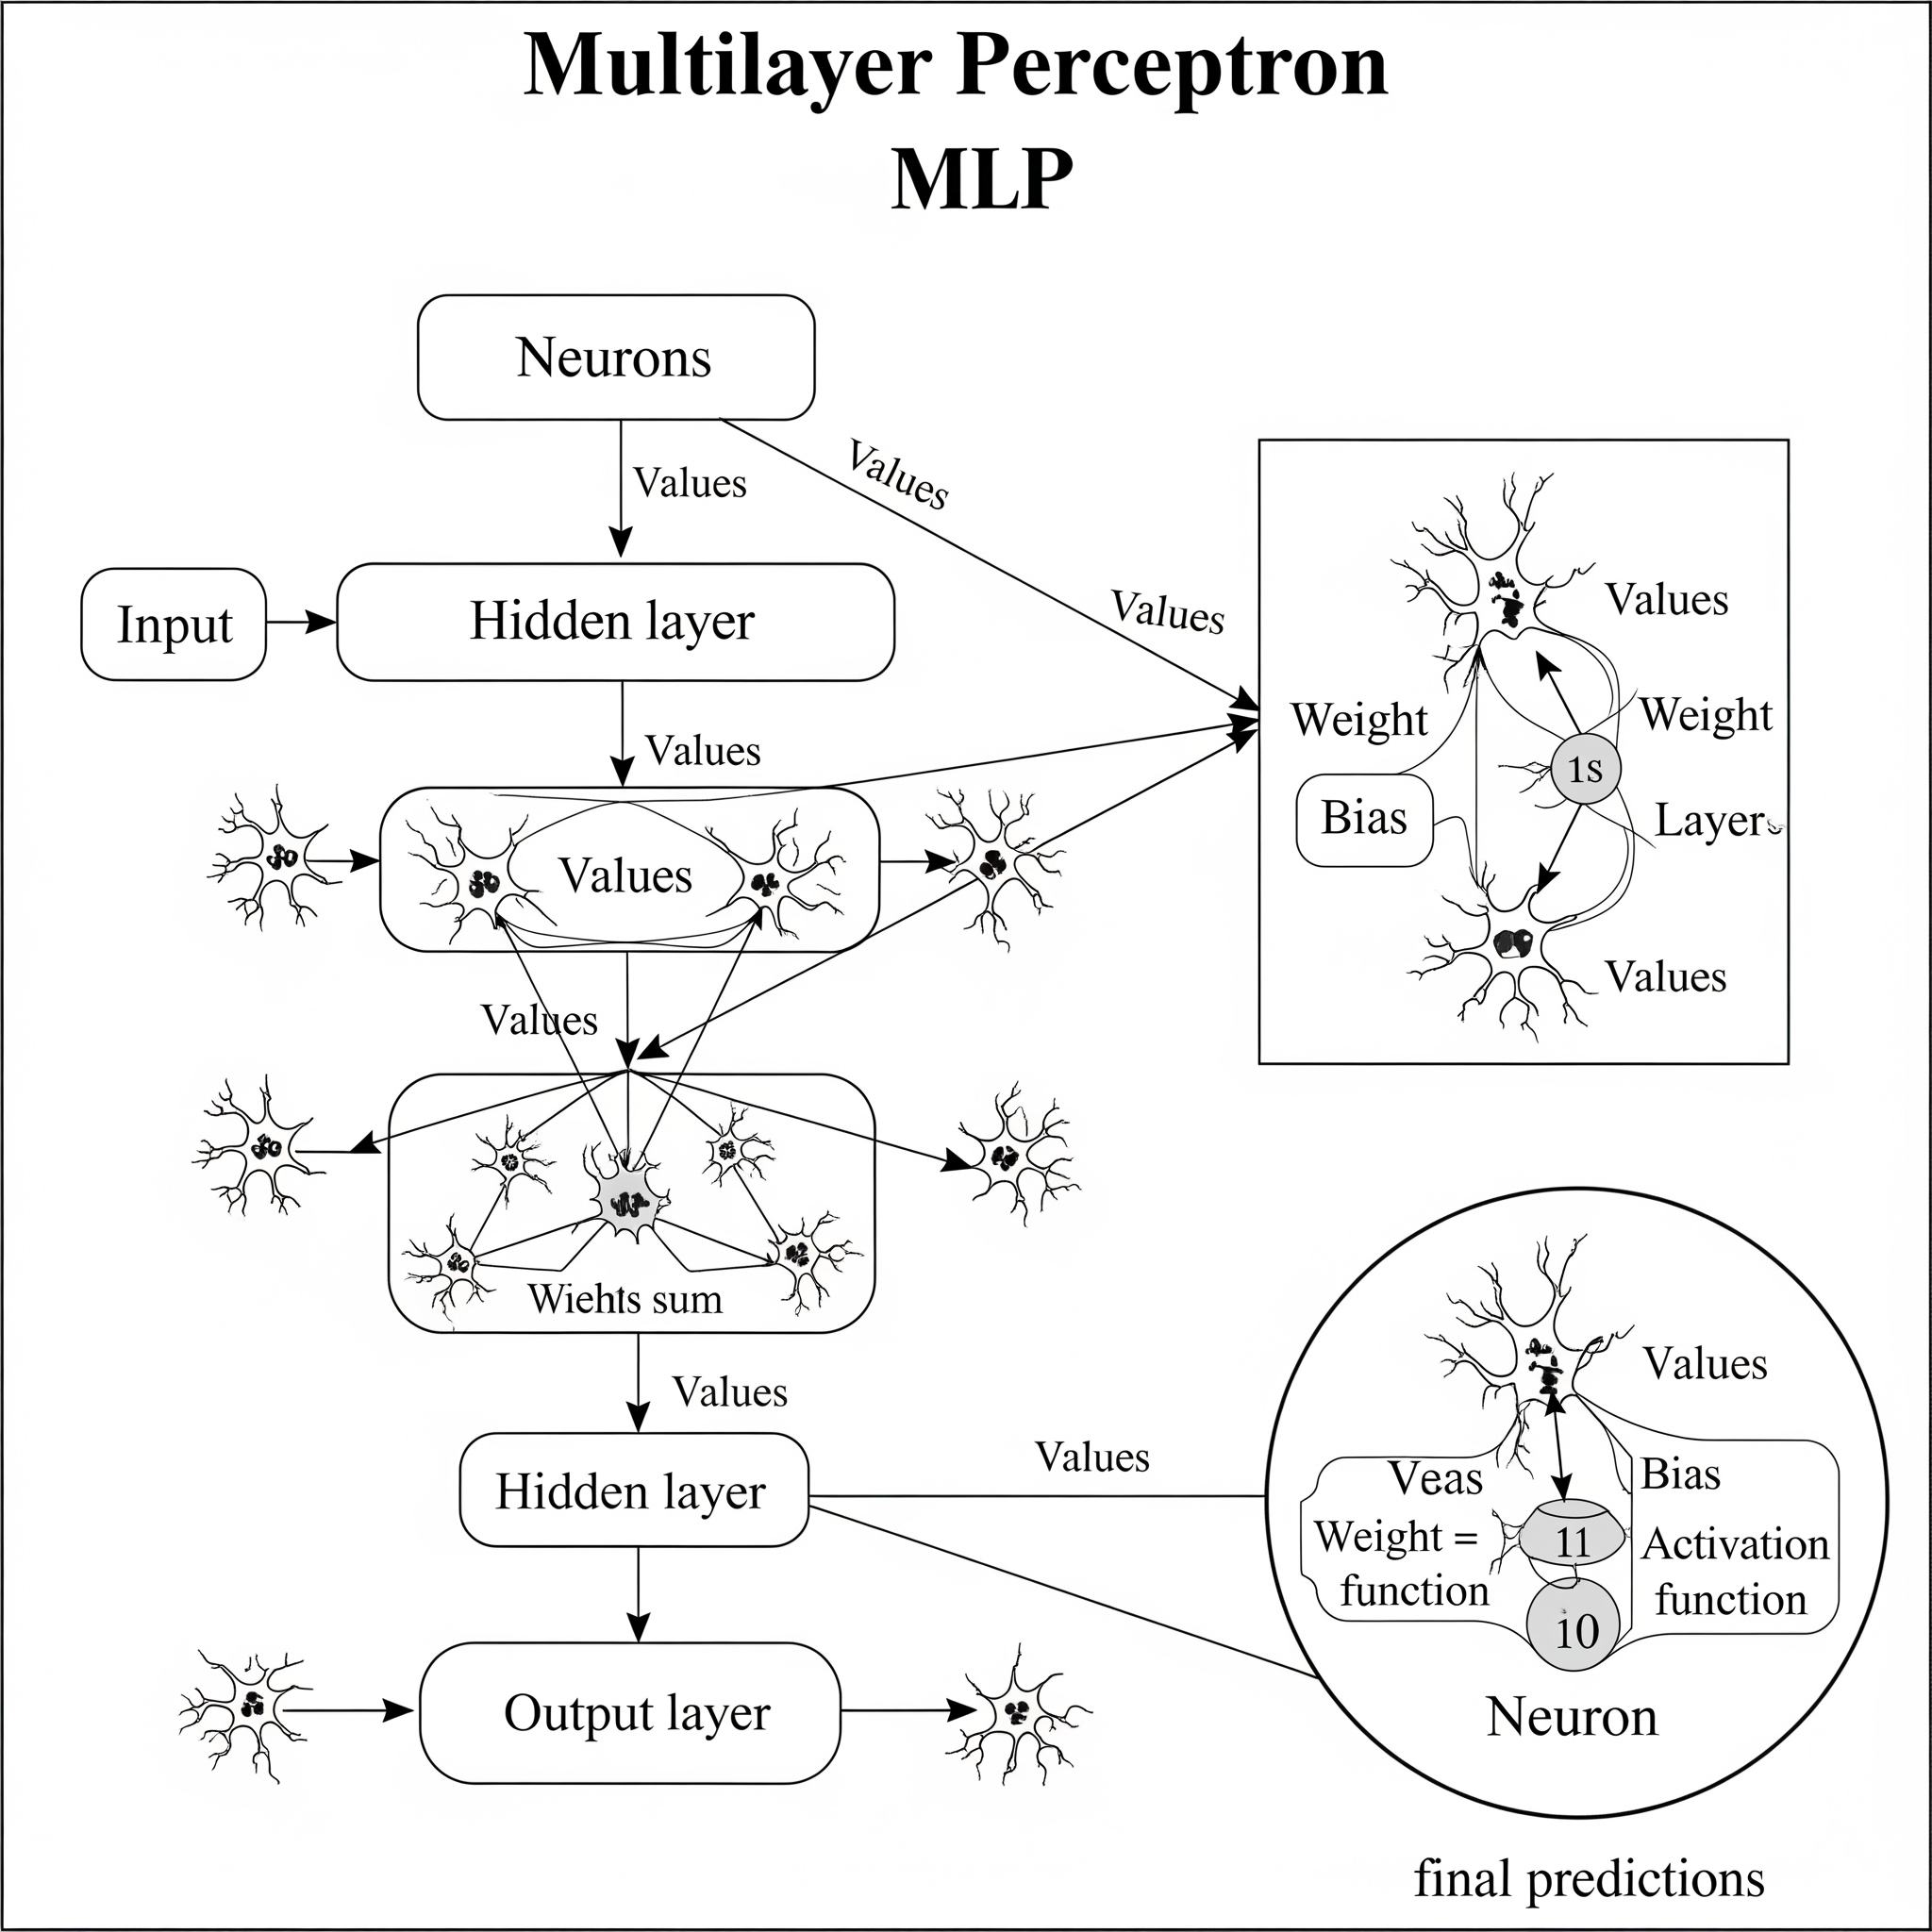 Multilayer Perceptron
MLP
Neurons
Values
Values
Values
Input
Hidden layer
Values
Values
Values
Wiehts sum
Values
Hidden layer
Values
Output layer
Values
Weight
Weight
1s
Bias
Layer
Values
Values
Veas
Bias
Weight =
function
11
Activation
function
i0
Neuron
final predictions